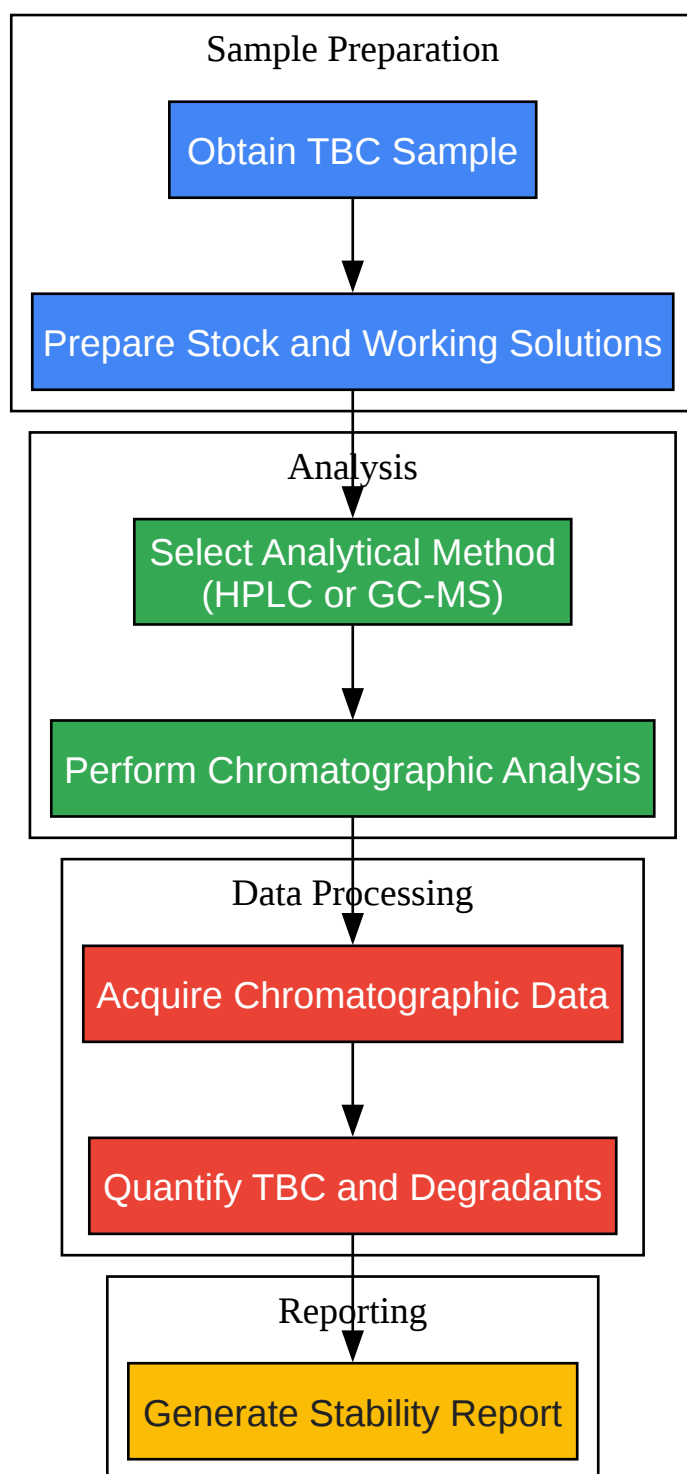 Sample Preparation
Obtain TBC Sample
Prepare Stock and Working Solutions
Analysis
Select Analytical Method
(HPLC or GC-MS)
Perform Chromatographic Analysis
Data Processing
Acquire Chromatographic Data
Quantify TBC and Degradants
Reporting
Generate Stability Report